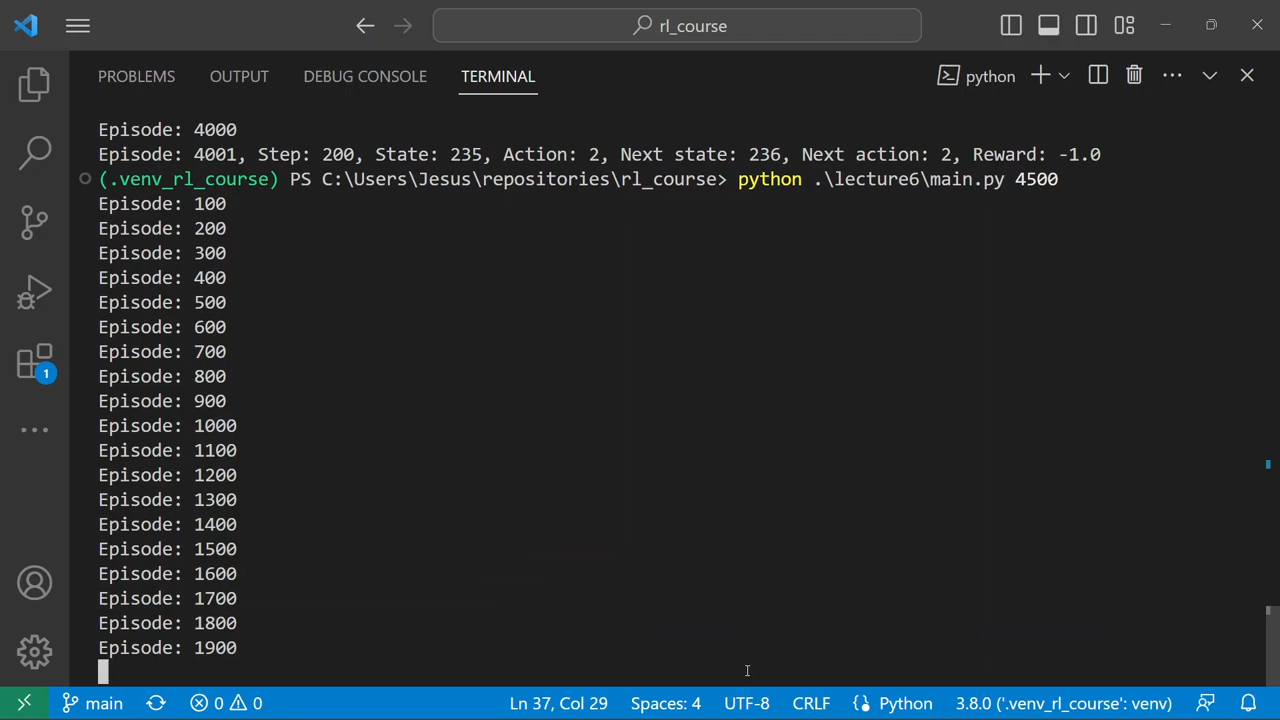 rl_course
PROBLEMS OUTPUT DEBUG CONSOLE TERMINAL python
Episode: 4000
Episode: 4001, Step: 200, State: 235, Action: 2, Next state: 236, Next action: 2, Reward: -1.0
(.venv_rl_course) PS C:\Users\Jesus\repositories\rl_course> python .\lecture6\main.py 4500
Episode: 100
Episode: 200
Episode: 300
Episode: 400
Episode: 500
Episode: 600
Episode: 700
Episode: 800
Episode: 900
Episode: 1000
Episode: 1100
Episode: 1200
Episode: 1300
Episode: 1400
Episode: 1500
Episode: 1600
Episode: 1700
Episode: 1800
Episode: 1900
1
main 0 0 Ln 37, Col 29 Spaces: 4 UTF-8 CRLF Python 3.8.0 ('.venv_rl_course': venv)